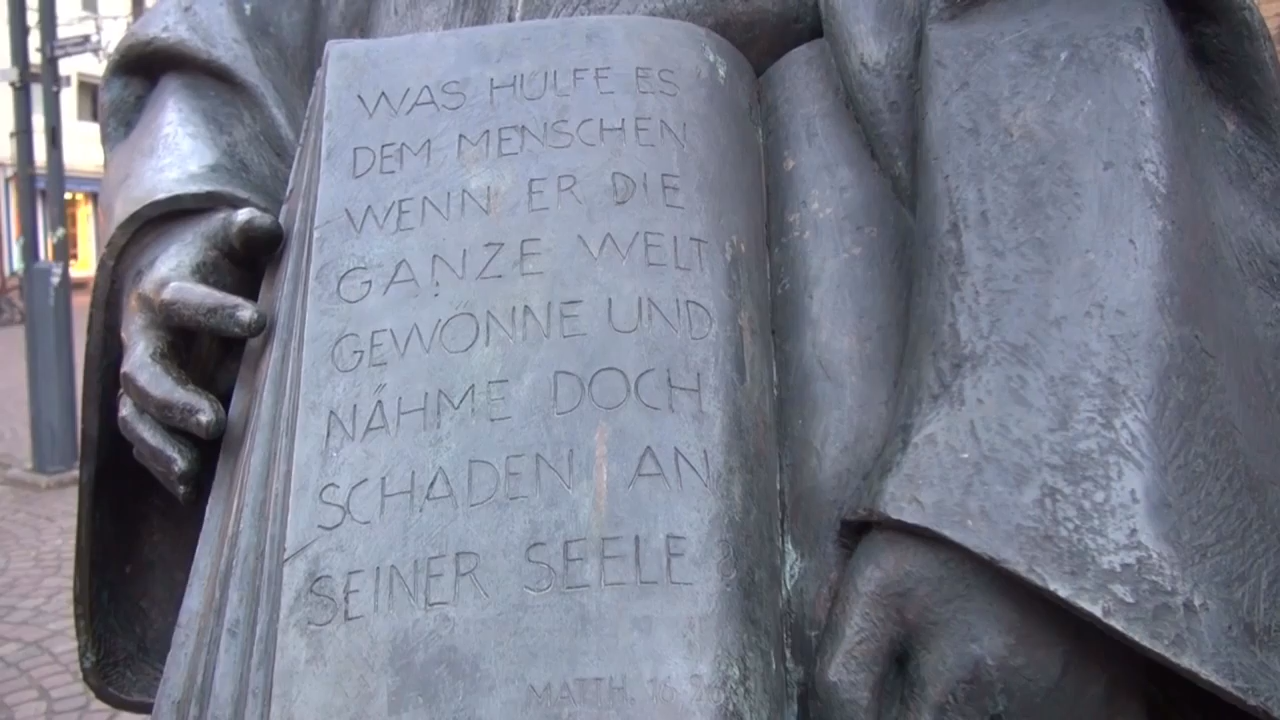 WAS HÜLFE ES
DEM MENSCHEN
WENN ER DIE
GANZE WELT
GEWÖNNE UND
NÄHME DOCH
SCHADEN AN
SEINER SEELE
MATTH. 16